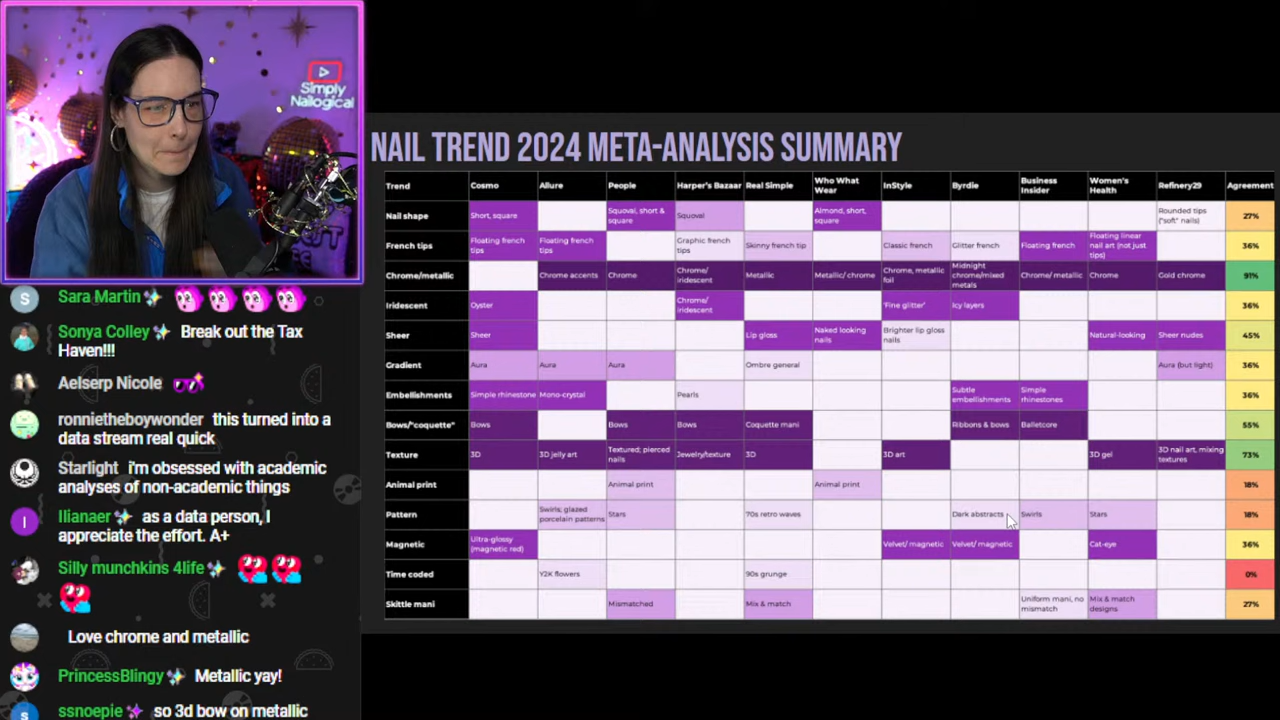 Simply
Nailogical
NAIL TREND 2024 META-ANALYSIS SUMMARY
Trend Cosmo Allure People Harper's Bazaar Real Simple Who What Wear InStyle Byrdie Business Insider Women's Health Refinery29 Agreement
Nail shape Short, square Squoval, short & square Squoval Almond, short, square Rounded tips ("soft" nails) 27%
French tips Floating french tips Floating french tips Graphic french tips Skinny french tip Classic french Glitter french Floating french Floating linear nail art (not just tips) 36%
Chrome/metallic Chrome accents Chrome Chrome/ iridescent Metallic Metallic/ chrome Chrome, metallic foil Midnight chrome/mixed metals Chrome/ metallic Chrome Gold chrome 91%
Iridescent Oyster Chrome/ iridescent 'Fine glitter' Icy layers 36%
Sheer Sheer Lip gloss Naked looking nails Brighter lip gloss nails Natural-looking Sheer nudes 45%
Gradient Aura Aura Aura Ombre general Aura (but light) 36%
Embellishments Simple rhinestone Mono-crystal Pearls Subtle embellishments Simple rhinestones 36%
Bows/"coquette" Bows Bows Bows Coquette mani Ribbons & bows Balletcore 55%
Texture 3D 3D jelly art Textured; pierced nails Jewelry/texture 3D 3D art 3D gel 3D nail art, mixing textures 73%
Animal print Animal print Animal print 18%
Pattern Swirls; glazed porcelain patterns Stars 70s retro waves Dark abstracts Swirls Stars 18%
Magnetic Ultra-glossy (magnetic red) Velvet/ magnetic Velvet/ magnetic Cat-eye 36%
Time coded Y2K flowers 90s grunge 0%
Skittle mani Mismatched Mix & match Uniform mani, no mismatch Mix & match designs 27%
S Sara Martin
Sonya Colley Break out the Tax
Haven!!!
Aelserp Nicole
ronnietheboywonder this turned into a
data stream real quick
Starlight i'm obsessed with academic
analyses of non-academic things
I Ilianaer as a data person, I
appreciate the effort. A+
Silly munchkins 4life
Love chrome and metallic
PrincessBlingy Metallic yay!
s ssnoepie so 3d bow on metallic